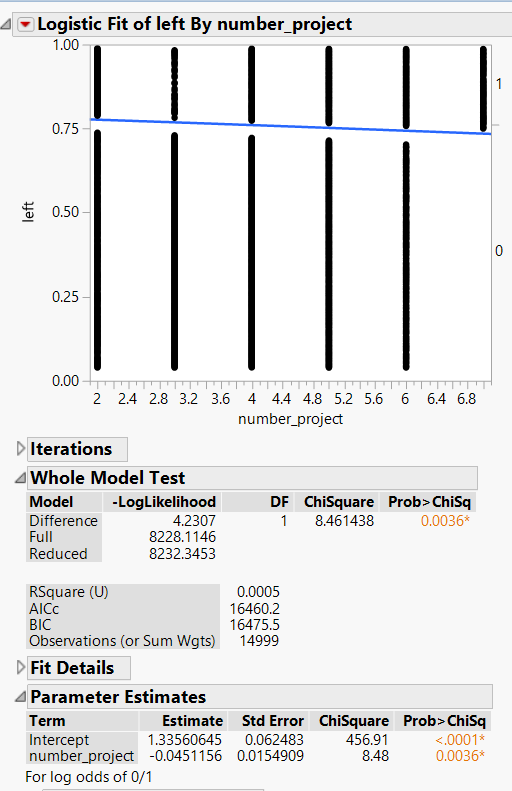 Logistic Fit of left By number_project
1.00
0.75
0.50
0.25
0.00
left
1
0
2 2.4 2.8 3.2 3.6 4 4.4 4.8 5.2 5.6 6 6.4 6.8
number_project
Iterations
Whole Model Test
Model -LogLikelihood DF ChiSquare Prob>ChiSq
Difference 4.2307 1 8.461438 0.0036*
Full 8228.1146
Reduced 8232.3453
RSquare (U) 0.0005
AICc 16460.2
BIC 16475.5
Observations (or Sum Wgts) 14999
Fit Details
Parameter Estimates
Term Estimate Std Error ChiSquare Prob>ChiSq
Intercept 1.33560645 0.062483 456.91 <.0001*
number_project -0.0451156 0.0154909 8.48 0.0036*
For log odds of 0/1